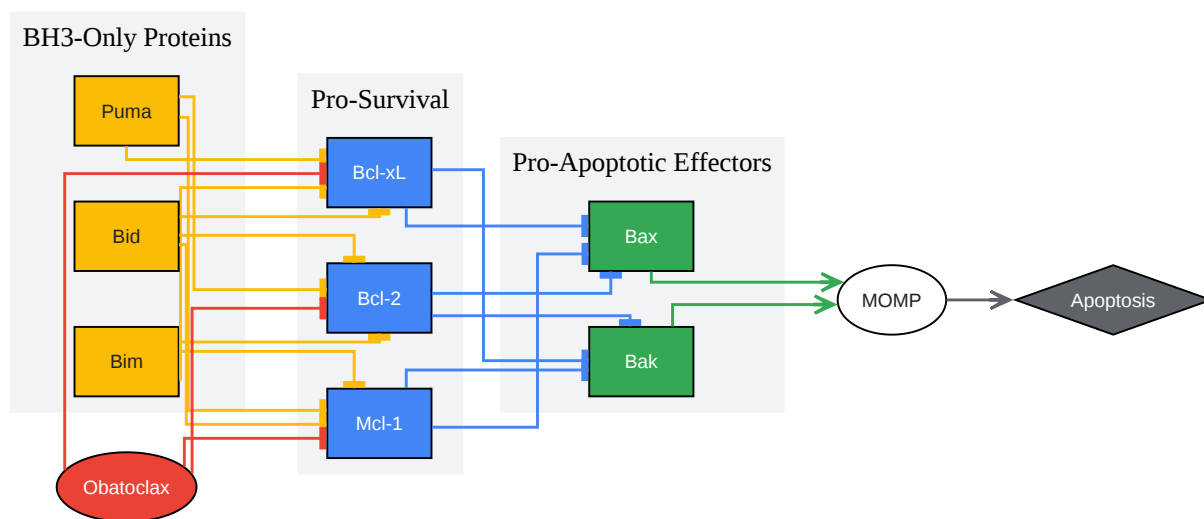 BH3-Only Proteins
Puma
Bid
Bim
Obatoclax
Pro-Survival
Bcl-xL
Bcl-2
Mcl-1
Pro-Apoptotic Effectors
Bax
Bak
MOMP
Apoptosis